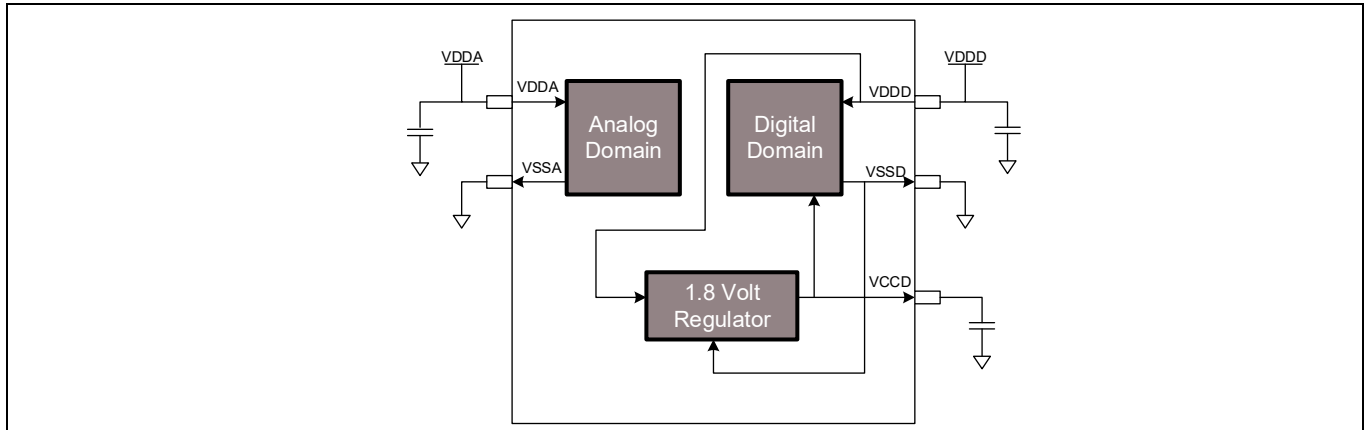 VDDA
VDDD
VDDA
VDDD
Analog
Domain
Digital
Domain
VSSA
VSSD
1.8 Volt
Regulator
VCCD